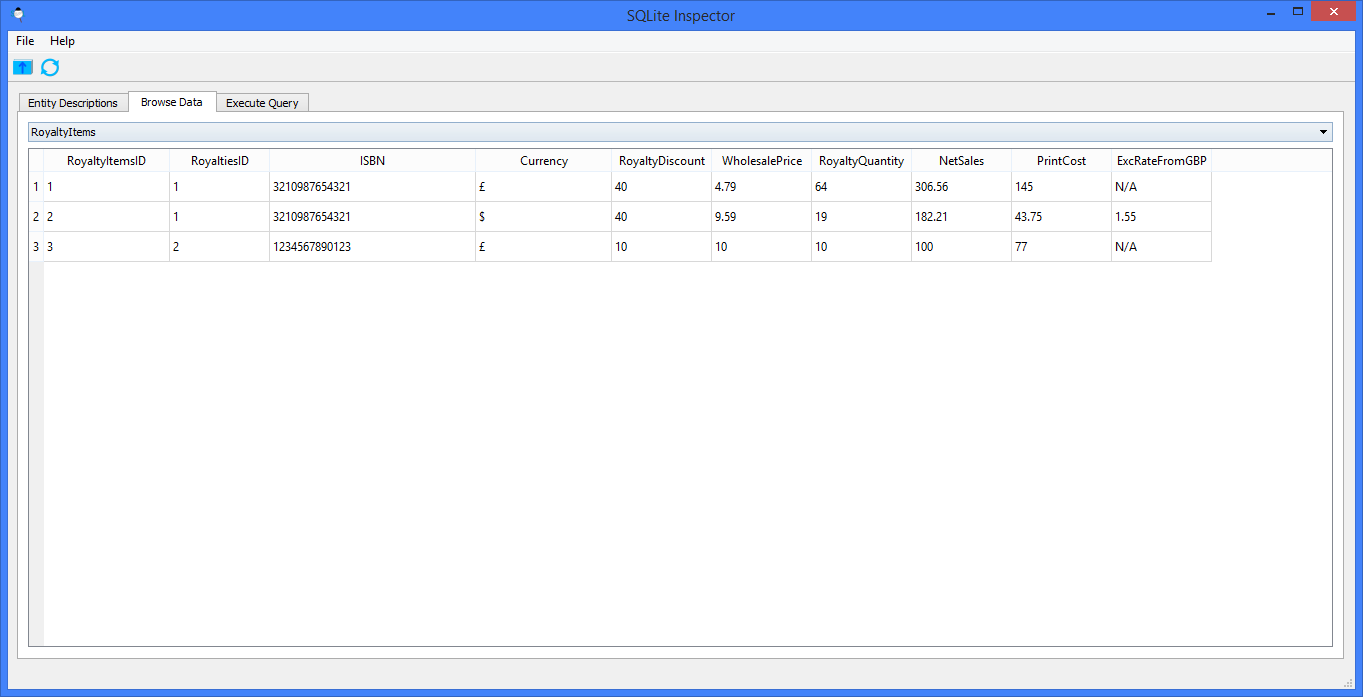 SQLite Inspector
File Help
Entity Descriptions Browse Data Execute Query
RoyaltyItems
RoyaltyItemsID RoyaltiesID ISBN Currency RoyaltyDiscount WholesalePrice RoyaltyQuantity NetSales PrintCost ExcRateFromGBP
1 1 1 3210987654321 £ 40 4.79 64 306.56 145 N/A
2 2 1 3210987654321 $ 40 9.59 19 182.21 43.75 1.55
3 3 2 1234567890123 £ 10 10 10 100 77 N/A